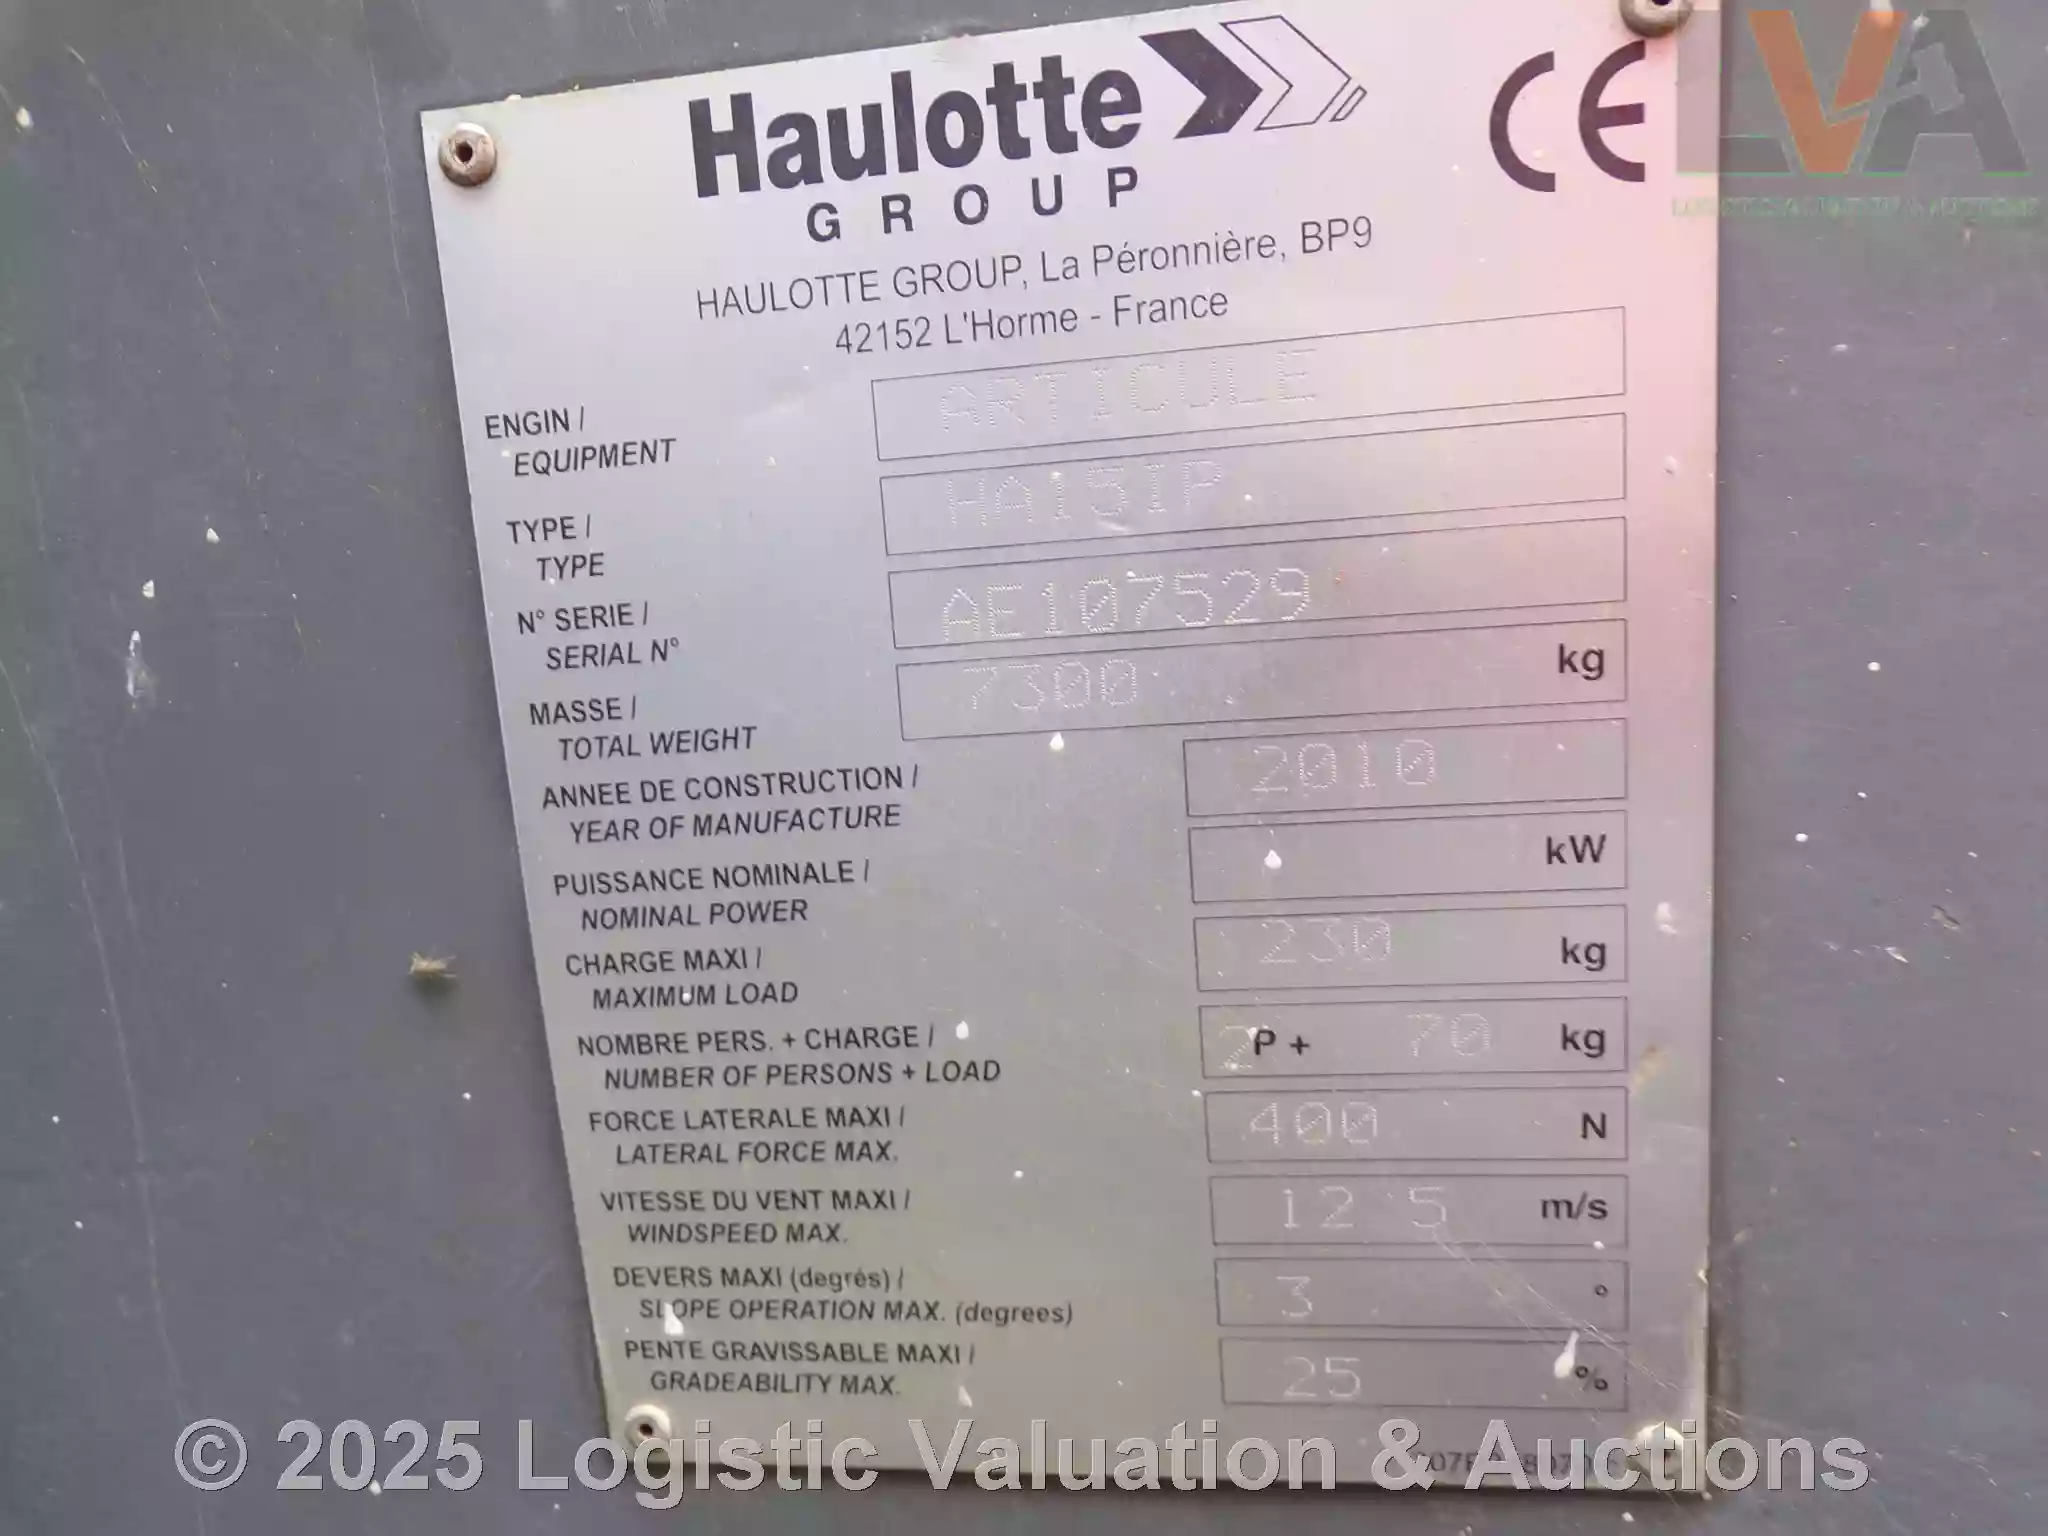 Haulotte
GROUP
CE
LVA
HAULOTTE GROUP, La Péronnière, BP9
42152 L'Horme - France
ENGIN /
EQUIPMENT
ARTICULE
TYPE /
TYPE
HA15IP
N° SERIE /
SERIAL N°
AE107529
MASSE /
TOTAL WEIGHT
7300 kg
ANNEE DE CONSTRUCTION /
YEAR OF MANUFACTURE
2010
PUISSANCE NOMINALE /
NOMINAL POWER
kW
CHARGE MAXI /
MAXIMUM LOAD
230 kg
NOMBRE PERS. + CHARGE /
NUMBER OF PERSONS + LOAD
2 P + 70 kg
FORCE LATERALE MAXI /
LATERAL FORCE MAX.
400 N
VITESSE DU VENT MAXI /
WINDSPEED MAX.
12 5 m/s
DEVERS MAXI (degrés) /
SLOPE OPERATION MAX. (degrees)
3 °
PENTE GRAVISSABLE MAXI /
GRADEABILITY MAX.
25 %
© 2025 Logistic Valuation & Auctions